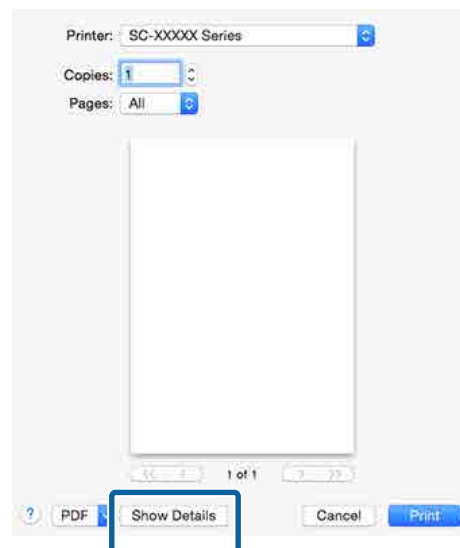 Printer: SC-XXXXX Series
Copies: 1
Pages: All
<< < 1 of 1 > >>
? PDF Show Details Cancel Print